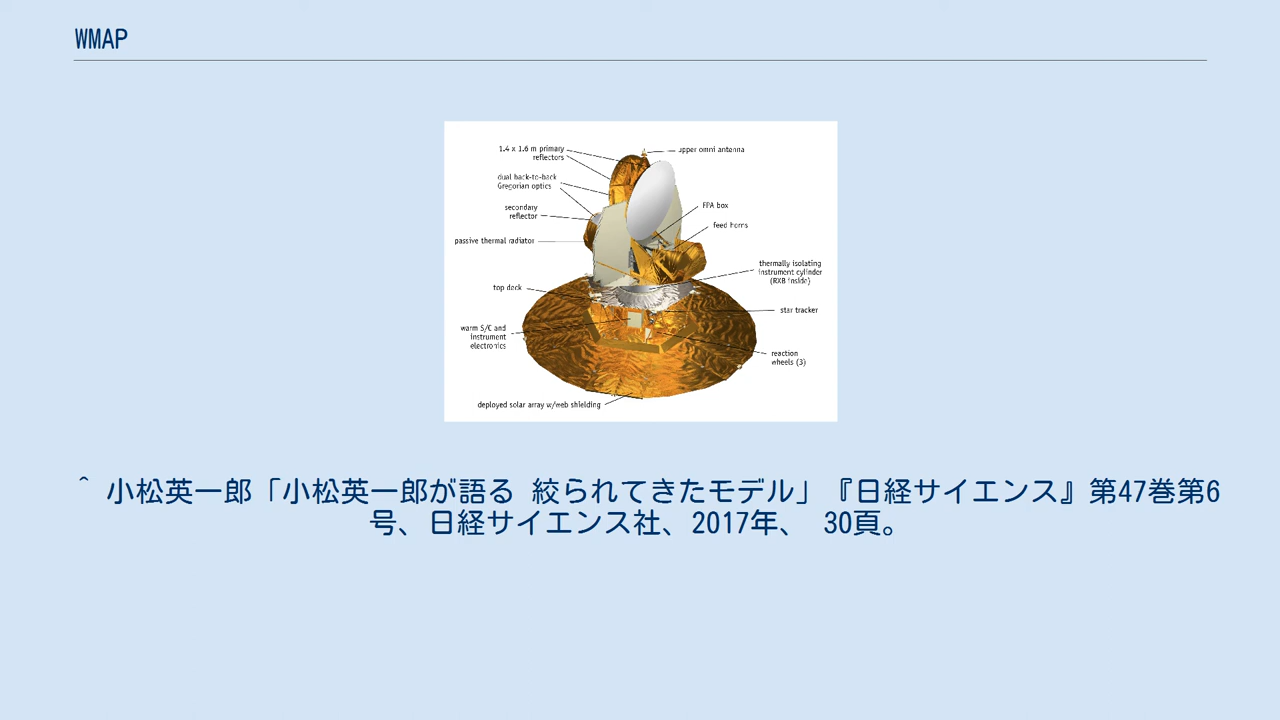 WMAP
1.4 x 1.6 m primary
reflectors
upper omni antenna
dual back-to-back
Gregorian optics
secondary
reflector
FPA box
feed horns
passive thermal radiator
thermally isolating
instrument cylinder
(RXB inside)
top deck
star tracker
warm S/C and
instrument
electronics
reaction
wheels (3)
deployed solar array w/web shielding
^ 小松英一郎「小松英一郎が語る 絞られてきたモデル」『日経サイエンス』第47巻第6
号、日経サイエンス社、2017年、 30頁。